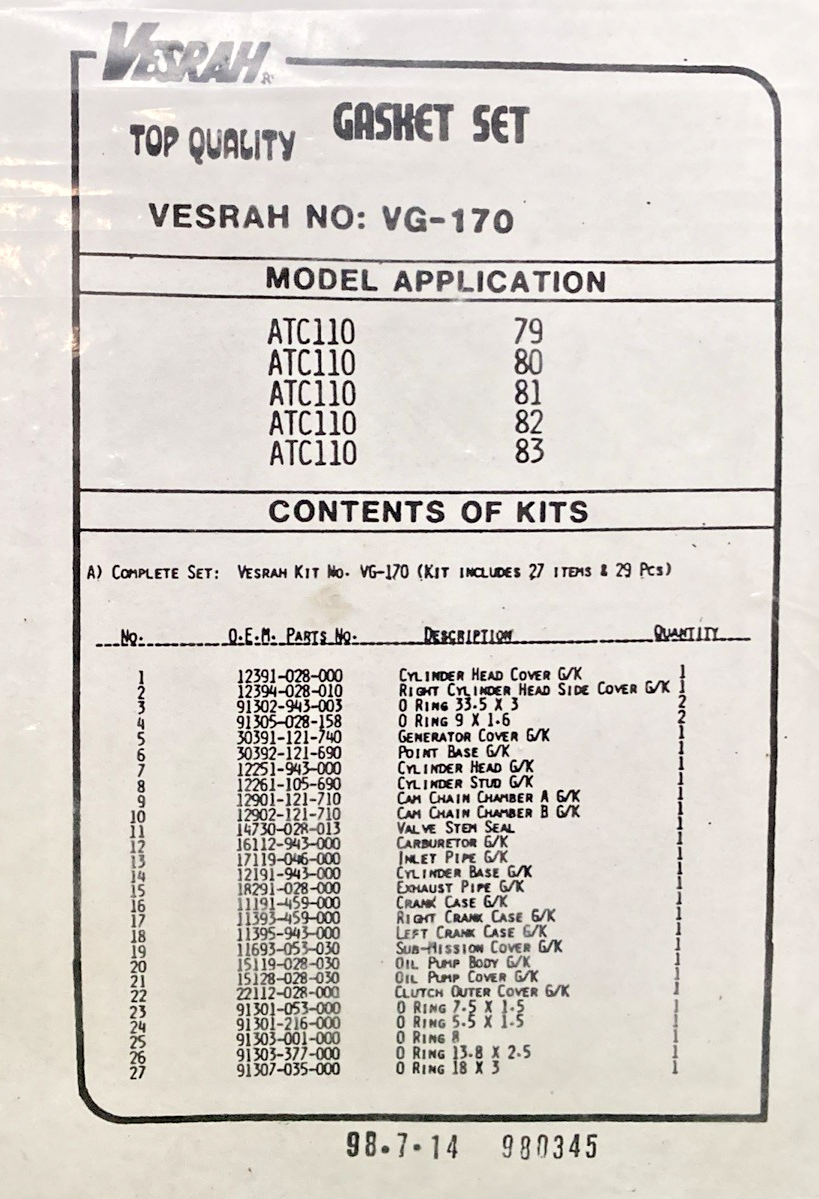 VESRAH®
GASKET SET
TOP QUALITY
VESRAH NO: VG-170
MODEL APPLICATION
ATC110 79
ATC110 80
ATC110 81
ATC110 82
ATC110 83
CONTENTS OF KITS
A) COMPLETE SET: VESRAH KIT NO. VG-170 (KIT INCLUDES 27 ITEMS & 29 PCS)
NO. O.E.M. PARTS NO. DESCRIPTION QUANTITY
1 12391-028-000 CYLINDER HEAD COVER G/K 1
2 12394-028-010 RIGHT CYLINDER HEAD SIDE COVER G/K 1
3 91302-943-003 O RING 33.5 X 3 2
4 91305-028-158 O RING 9 X 1.6 2
5 30391-121-740 GENERATOR COVER G/K 1
6 30392-121-690 POINT BASE G/K 1
7 12251-943-000 CYLINDER HEAD G/K 1
8 12261-105-690 CYLINDER STUD G/K 1
9 12901-121-710 CAM CHAIN CHAMBER A G/K 1
10 12902-121-710 CAM CHAIN CHAMBER B G/K 1
11 14730-028-013 VALVE STEM SEAL 1
12 16112-943-000 CARBURETOR G/K 1
13 17119-046-000 INLET PIPE G/K 1
14 12191-943-000 CYLINDER BASE G/K 1
15 18291-028-000 EXHAUST PIPE G/K 1
16 11191-459-000 CRANK CASE G/K 1
17 11393-459-000 RIGHT CRANK CASE G/K 1
18 11395-943-000 LEFT CRANK CASE G/K 1
19 11693-053-030 SUB-MISSION COVER G/K 1
20 15119-028-030 OIL PUMP BODY G/K 1
21 15128-028-030 OIL PUMP COVER G/K 1
22 22112-028-000 CLUTCH OUTER COVER G/K 1
23 91301-053-000 O RING 7.5 X 1.5 1
24 91301-216-000 O RING 5.5 X 1.5 1
25 91303-001-000 O RING 8 1
26 91303-377-000 O RING 13.8 X 2.5 1
27 91307-035-000 O RING 18 X 3 1
98.7.14 980345